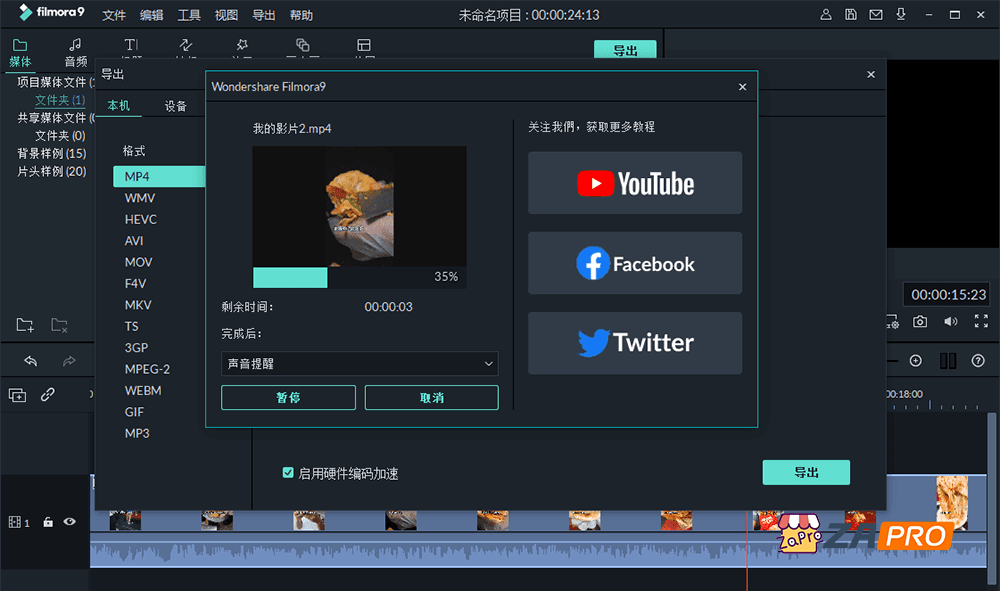 filmora9 文件 编辑 工具 视图 导出 帮助 未命名项目 : 00:00:24:13
媒体 音频
导出
项目媒体文件
文件夹 (1)
共享媒体文件
文件夹 (0)
背景样例 (15)
片头样例 (20)
导出
本机 设备
格式
MP4
WMV
HEVC
AVI
MOV
F4V
MKV
TS
3GP
MPEG-2
WEBM
GIF
MP3
Wondershare Filmora9
我的影片2.mp4
35%
剩余时间: 00:00:03
完成后:
声音提醒
暂停 取消
关注我們，获取更多教程
YouTube
Facebook
Twitter
启用硬件编码加速
导出
00:00:15:23
00:18:00
1
ZaPro
ZAPRO